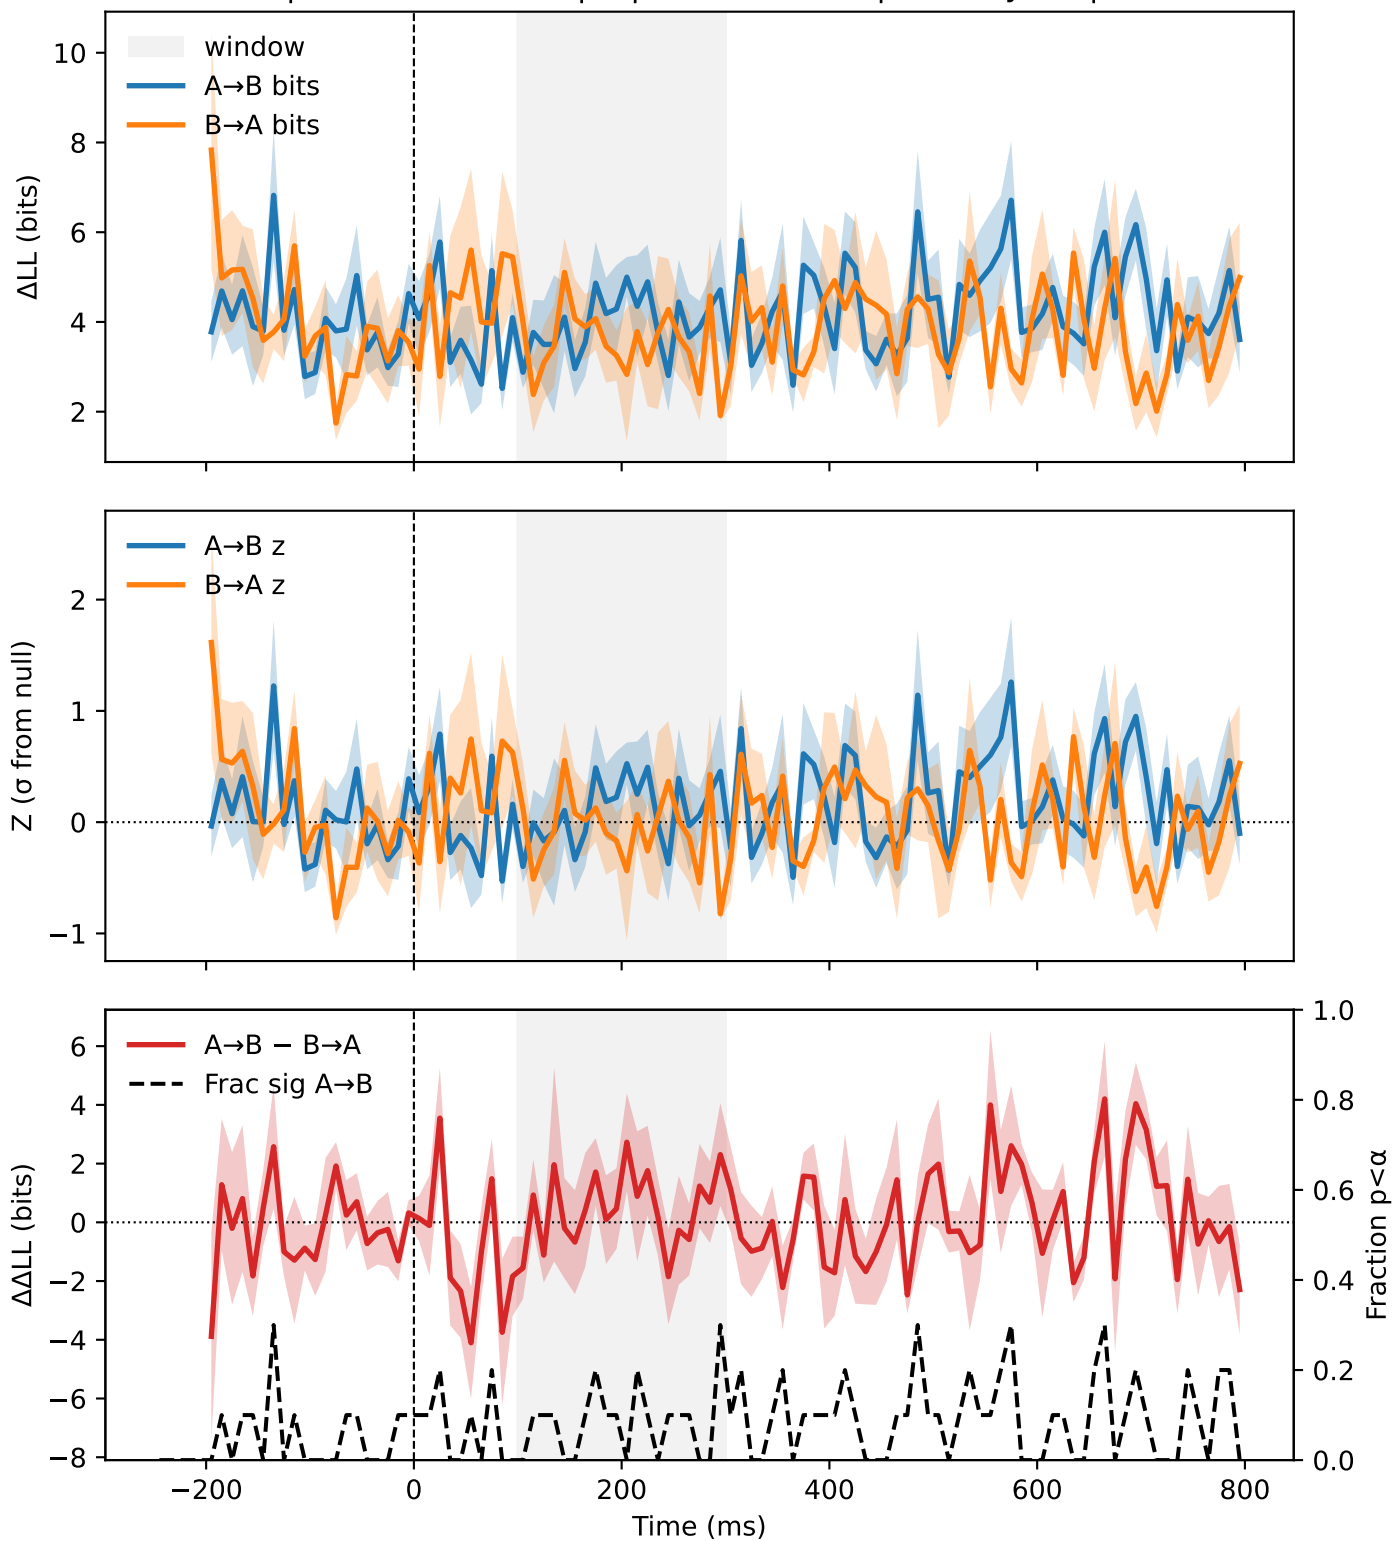 window
A→B bits
B→A bits
10
8
6
4
2
ΔLL (bits)
A→B z
B→A z
2
1
0
−1
Z (σ from null)
A→B − B→A
Frac sig A→B
6
4
2
0
−2
−4
−6
−8
ΔΔLL (bits)
1.0
0.8
0.6
0.4
0.2
0.0
Fraction p<α
−200
0
200
400
600
800
Time (ms)